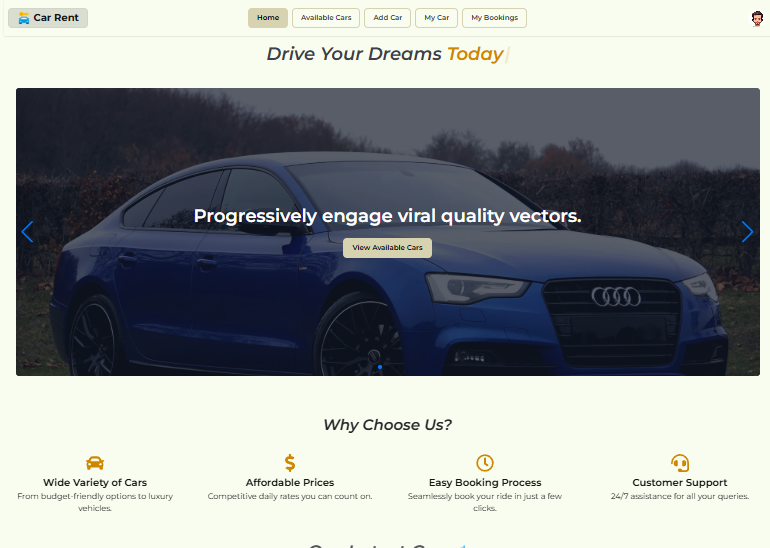 Car Rent
Home
Available Cars
Add Car
My Car
My Bookings
Drive Your Dreams Today
Progressively engage viral quality vectors.
View Available Cars
Why Choose Us?
Wide Variety of Cars
From budget-friendly options to luxury
vehicles.
Affordable Prices
Competitive daily rates you can count on.
Easy Booking Process
Seamlessly book your ride in just a few
clicks.
Customer Support
24/7 assistance for all your queries.